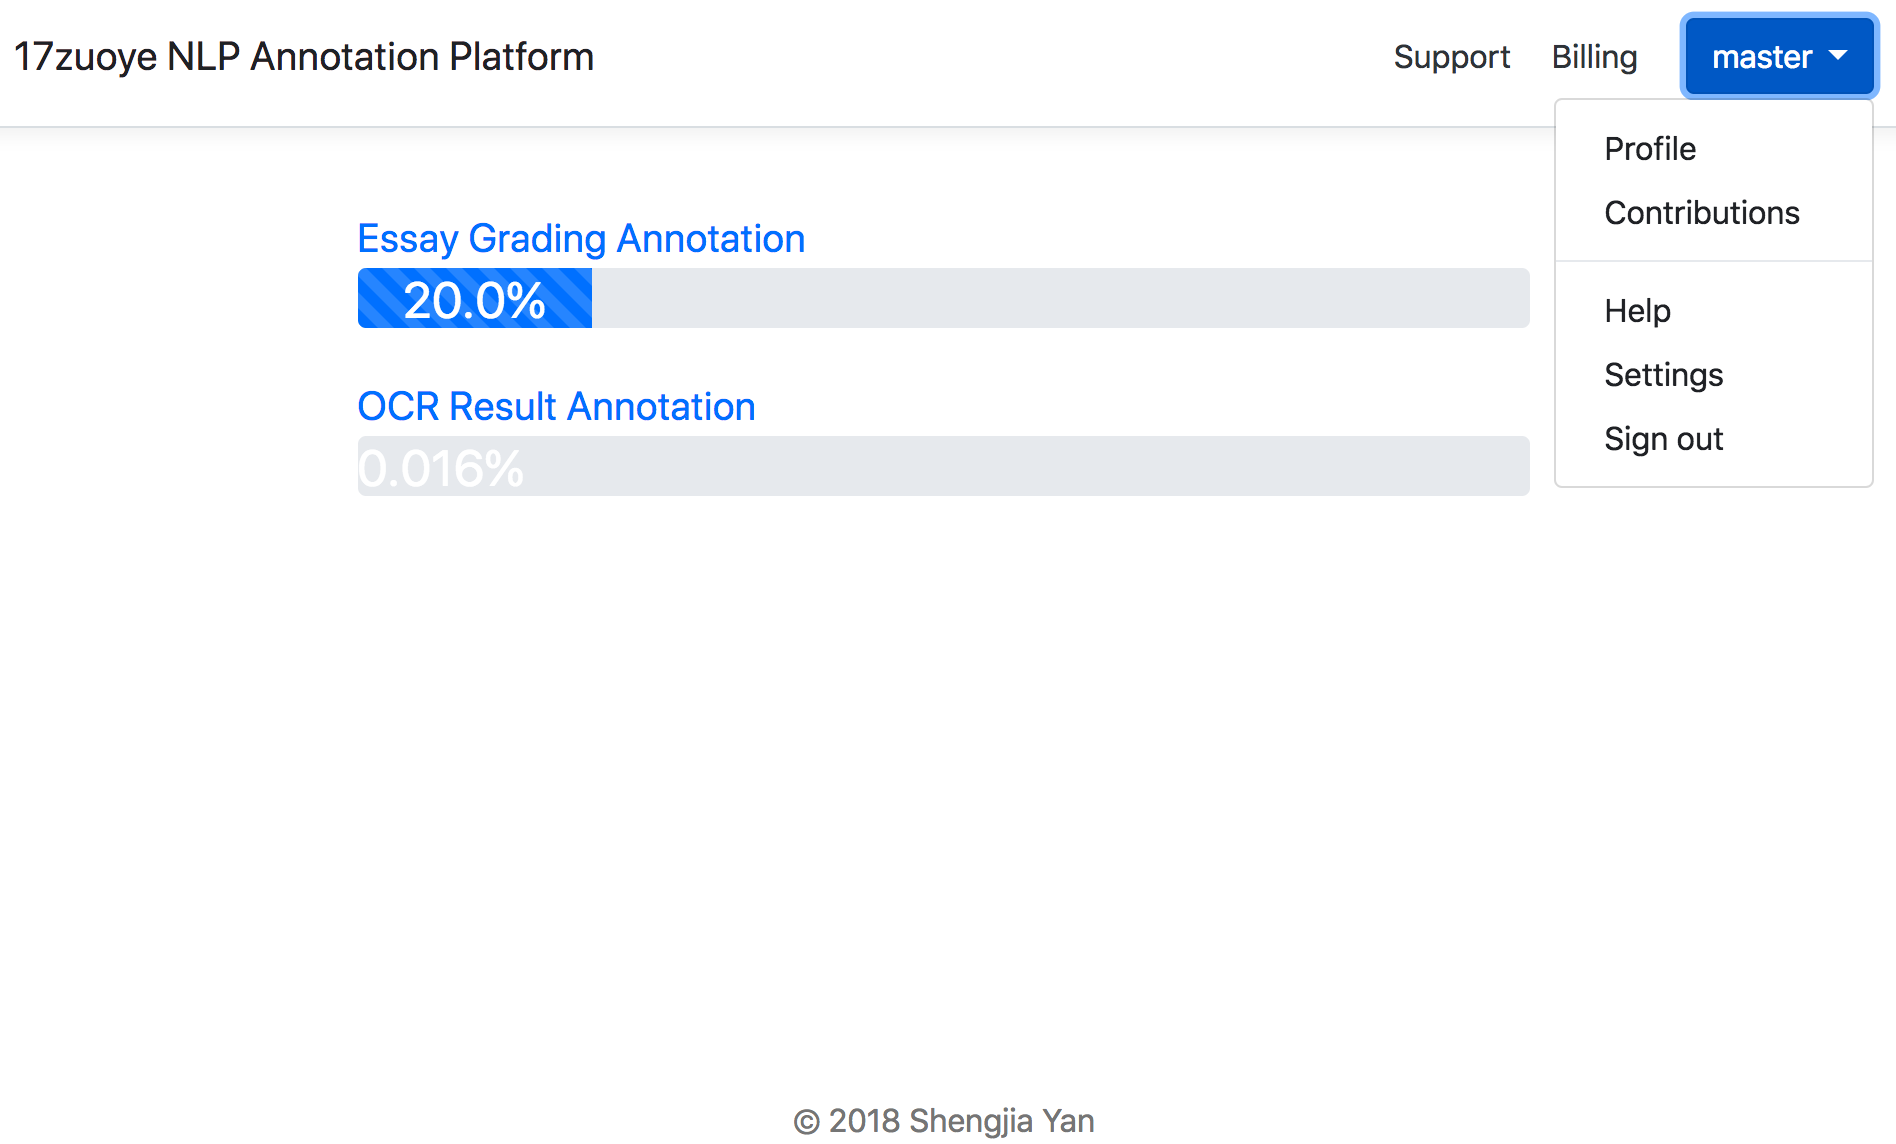 17zuoye NLP Annotation Platform
Support
Billing
master
Profile
Contributions
Help
Settings
Sign out
Essay Grading Annotation
20.0%
OCR Result Annotation
0.016%
© 2018 Shengjia Yan